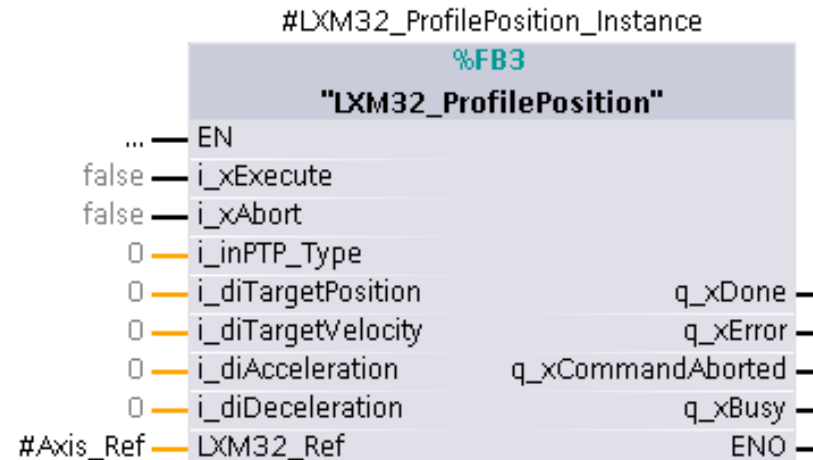 #LXM32_ProfilePosition_Instance
%FB3
"LXM32_ProfilePosition"
... EN
false i_xExecute
false i_xAbort
0 i_inPTP_Type
0 i_diTargetPosition q_xDone
0 i_diTargetVelocity q_xError
0 i_diAcceleration q_xCommandAborted
0 i_diDeceleration q_xBusy
#Axis_Ref LXM32_Ref ENO